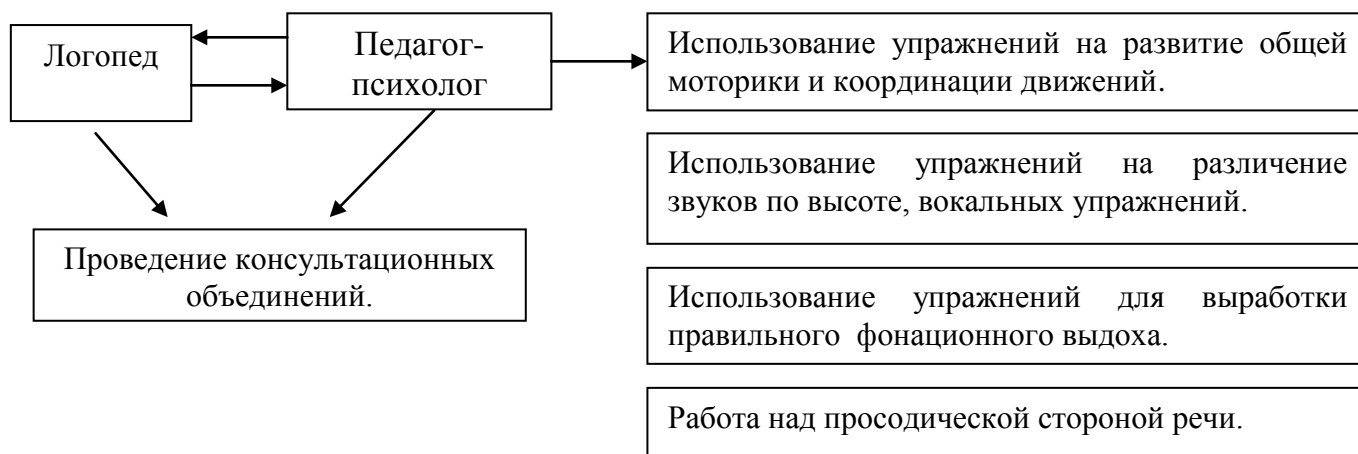 Логопед
Педагог-
психолог
Использование упражнений на развитие общей
моторики и координации движений.
Использование упражнений на различение
звуков по высоте, вокальных упражнений.
Проведение консультационных
объединений.
Использование упражнений для выработки
правильного фонационного выдоха.
Работа над просодической стороной речи.